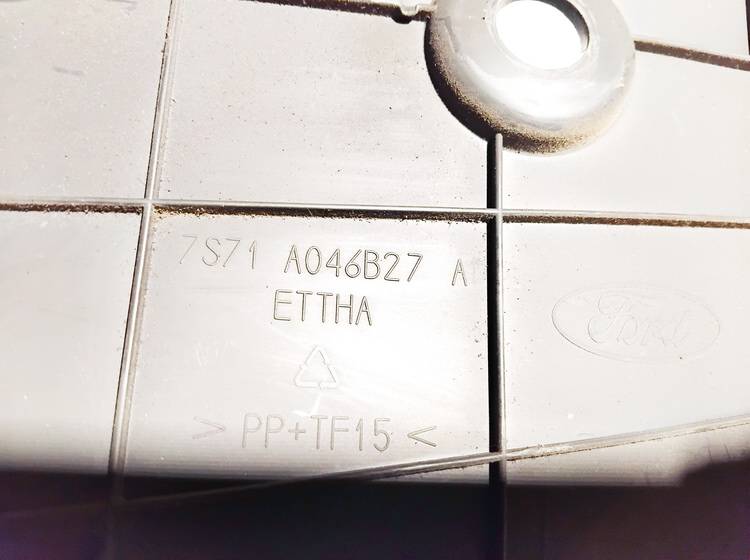 7S71 A046B27 A
ETTHA
Ford
> PP+TF15 <